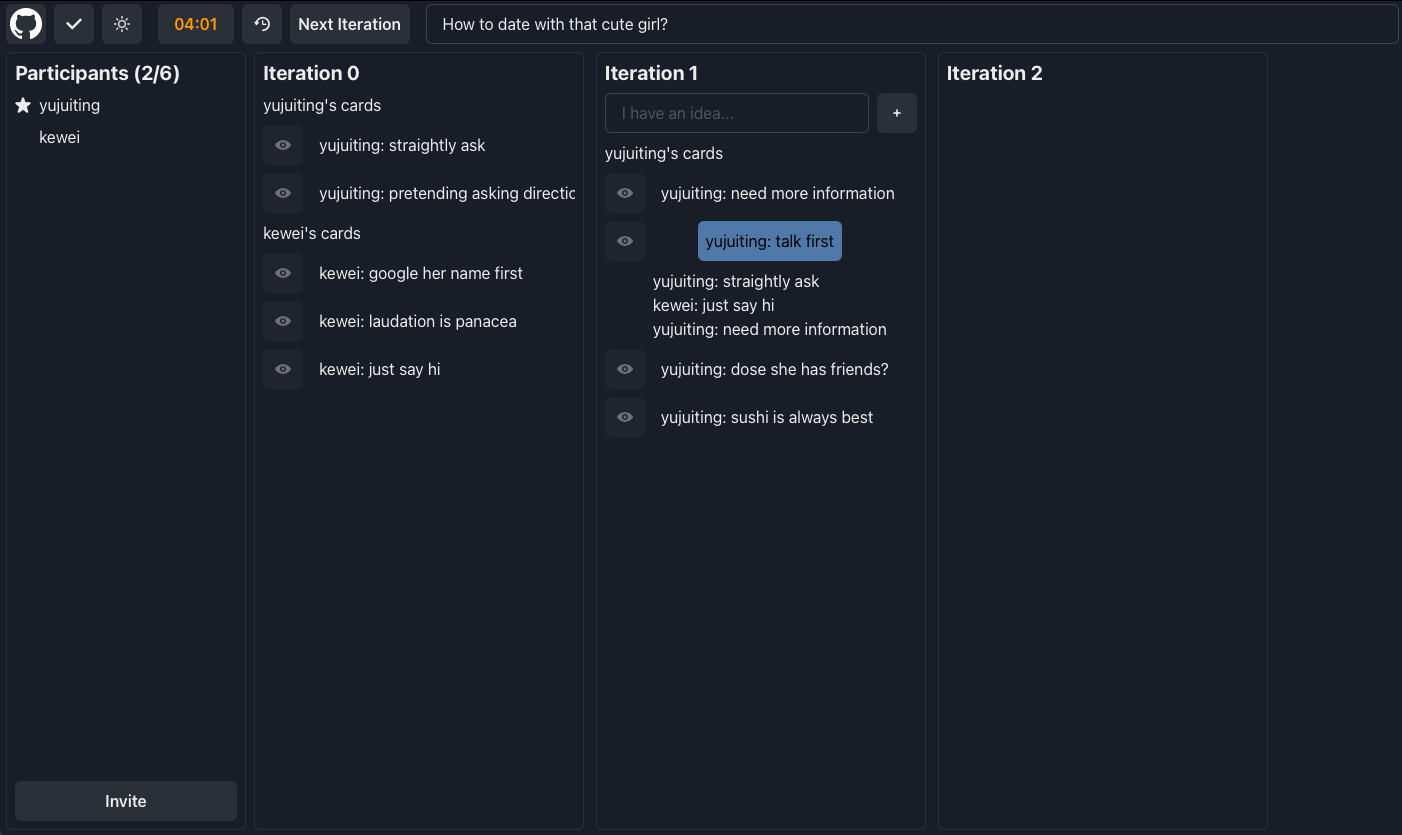 04:01
Next Iteration
How to date with that cute girl?
Participants (2/6)
yujuiting
kewei
Invite
Iteration 0
yujuiting's cards
yujuiting: straightly ask
yujuiting: pretending asking directic
kewei's cards
kewei: google her name first
kewei: laudation is panacea
kewei: just say hi
Iteration 1
I have an idea...
+
yujuiting's cards
yujuiting: need more information
yujuiting: talk first
yujuiting: straightly ask
kewei: just say hi
yujuiting: need more information
yujuiting: dose she has friends?
yujuiting: sushi is always best
Iteration 2